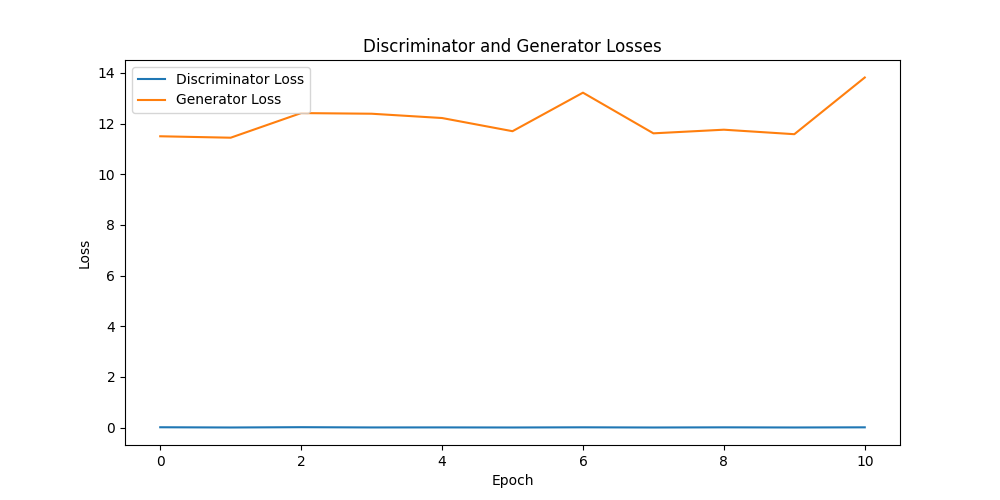 Discriminator and Generator Losses
Discriminator Loss
Generator Loss
14
12
10
8
6
4
2
0
Loss
0 2 4 6 8 10
Epoch